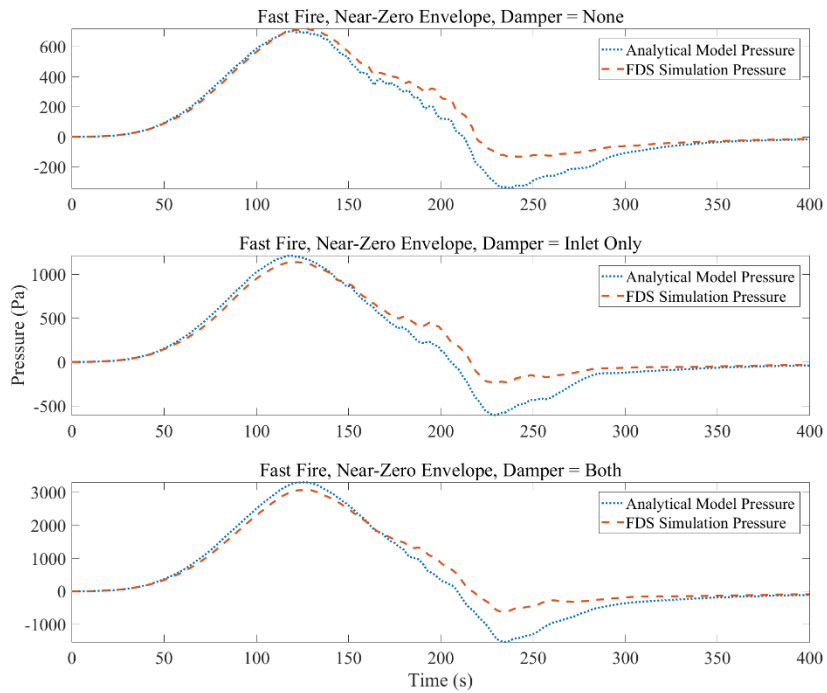 Fast Fire, Near-Zero Envelope, Damper = None
600
400
200
0
-200
Analytical Model Pressure
FDS Simulation Pressure
0 50 100 150 200 250 300 350 400
Fast Fire, Near-Zero Envelope, Damper = Inlet Only
Pressure (Pa)
1000
500
0
-500
Analytical Model Pressure
FDS Simulation Pressure
0 50 100 150 200 250 300 350 400
Fast Fire, Near-Zero Envelope, Damper = Both
3000
2000
1000
0
-1000
Analytical Model Pressure
FDS Simulation Pressure
0 50 100 150 200 250 300 350 400
Time (s)